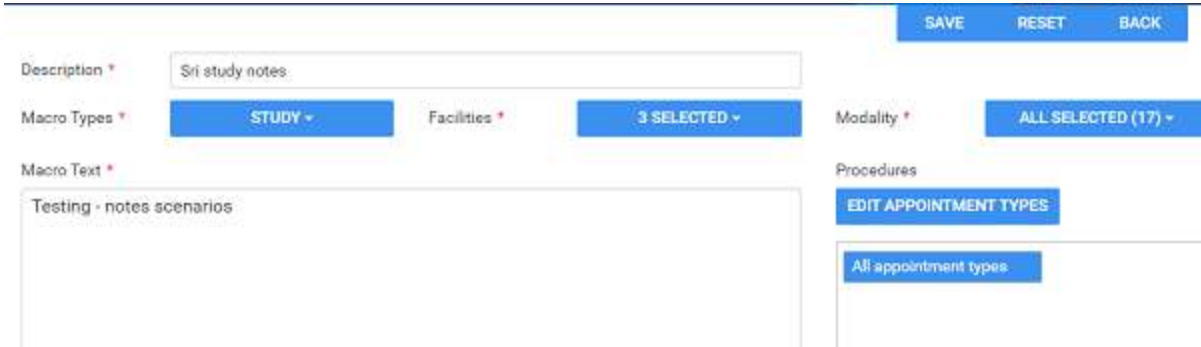 SAVE RESET BACK
Description * Sri study notes
Macro Types * STUDY Facilities * 3 SELECTED Modality * ALL SELECTED (17)
Macro Text * Procedures
Testing - notes scenarios EDIT APPOINTMENT TYPES
All appointment types